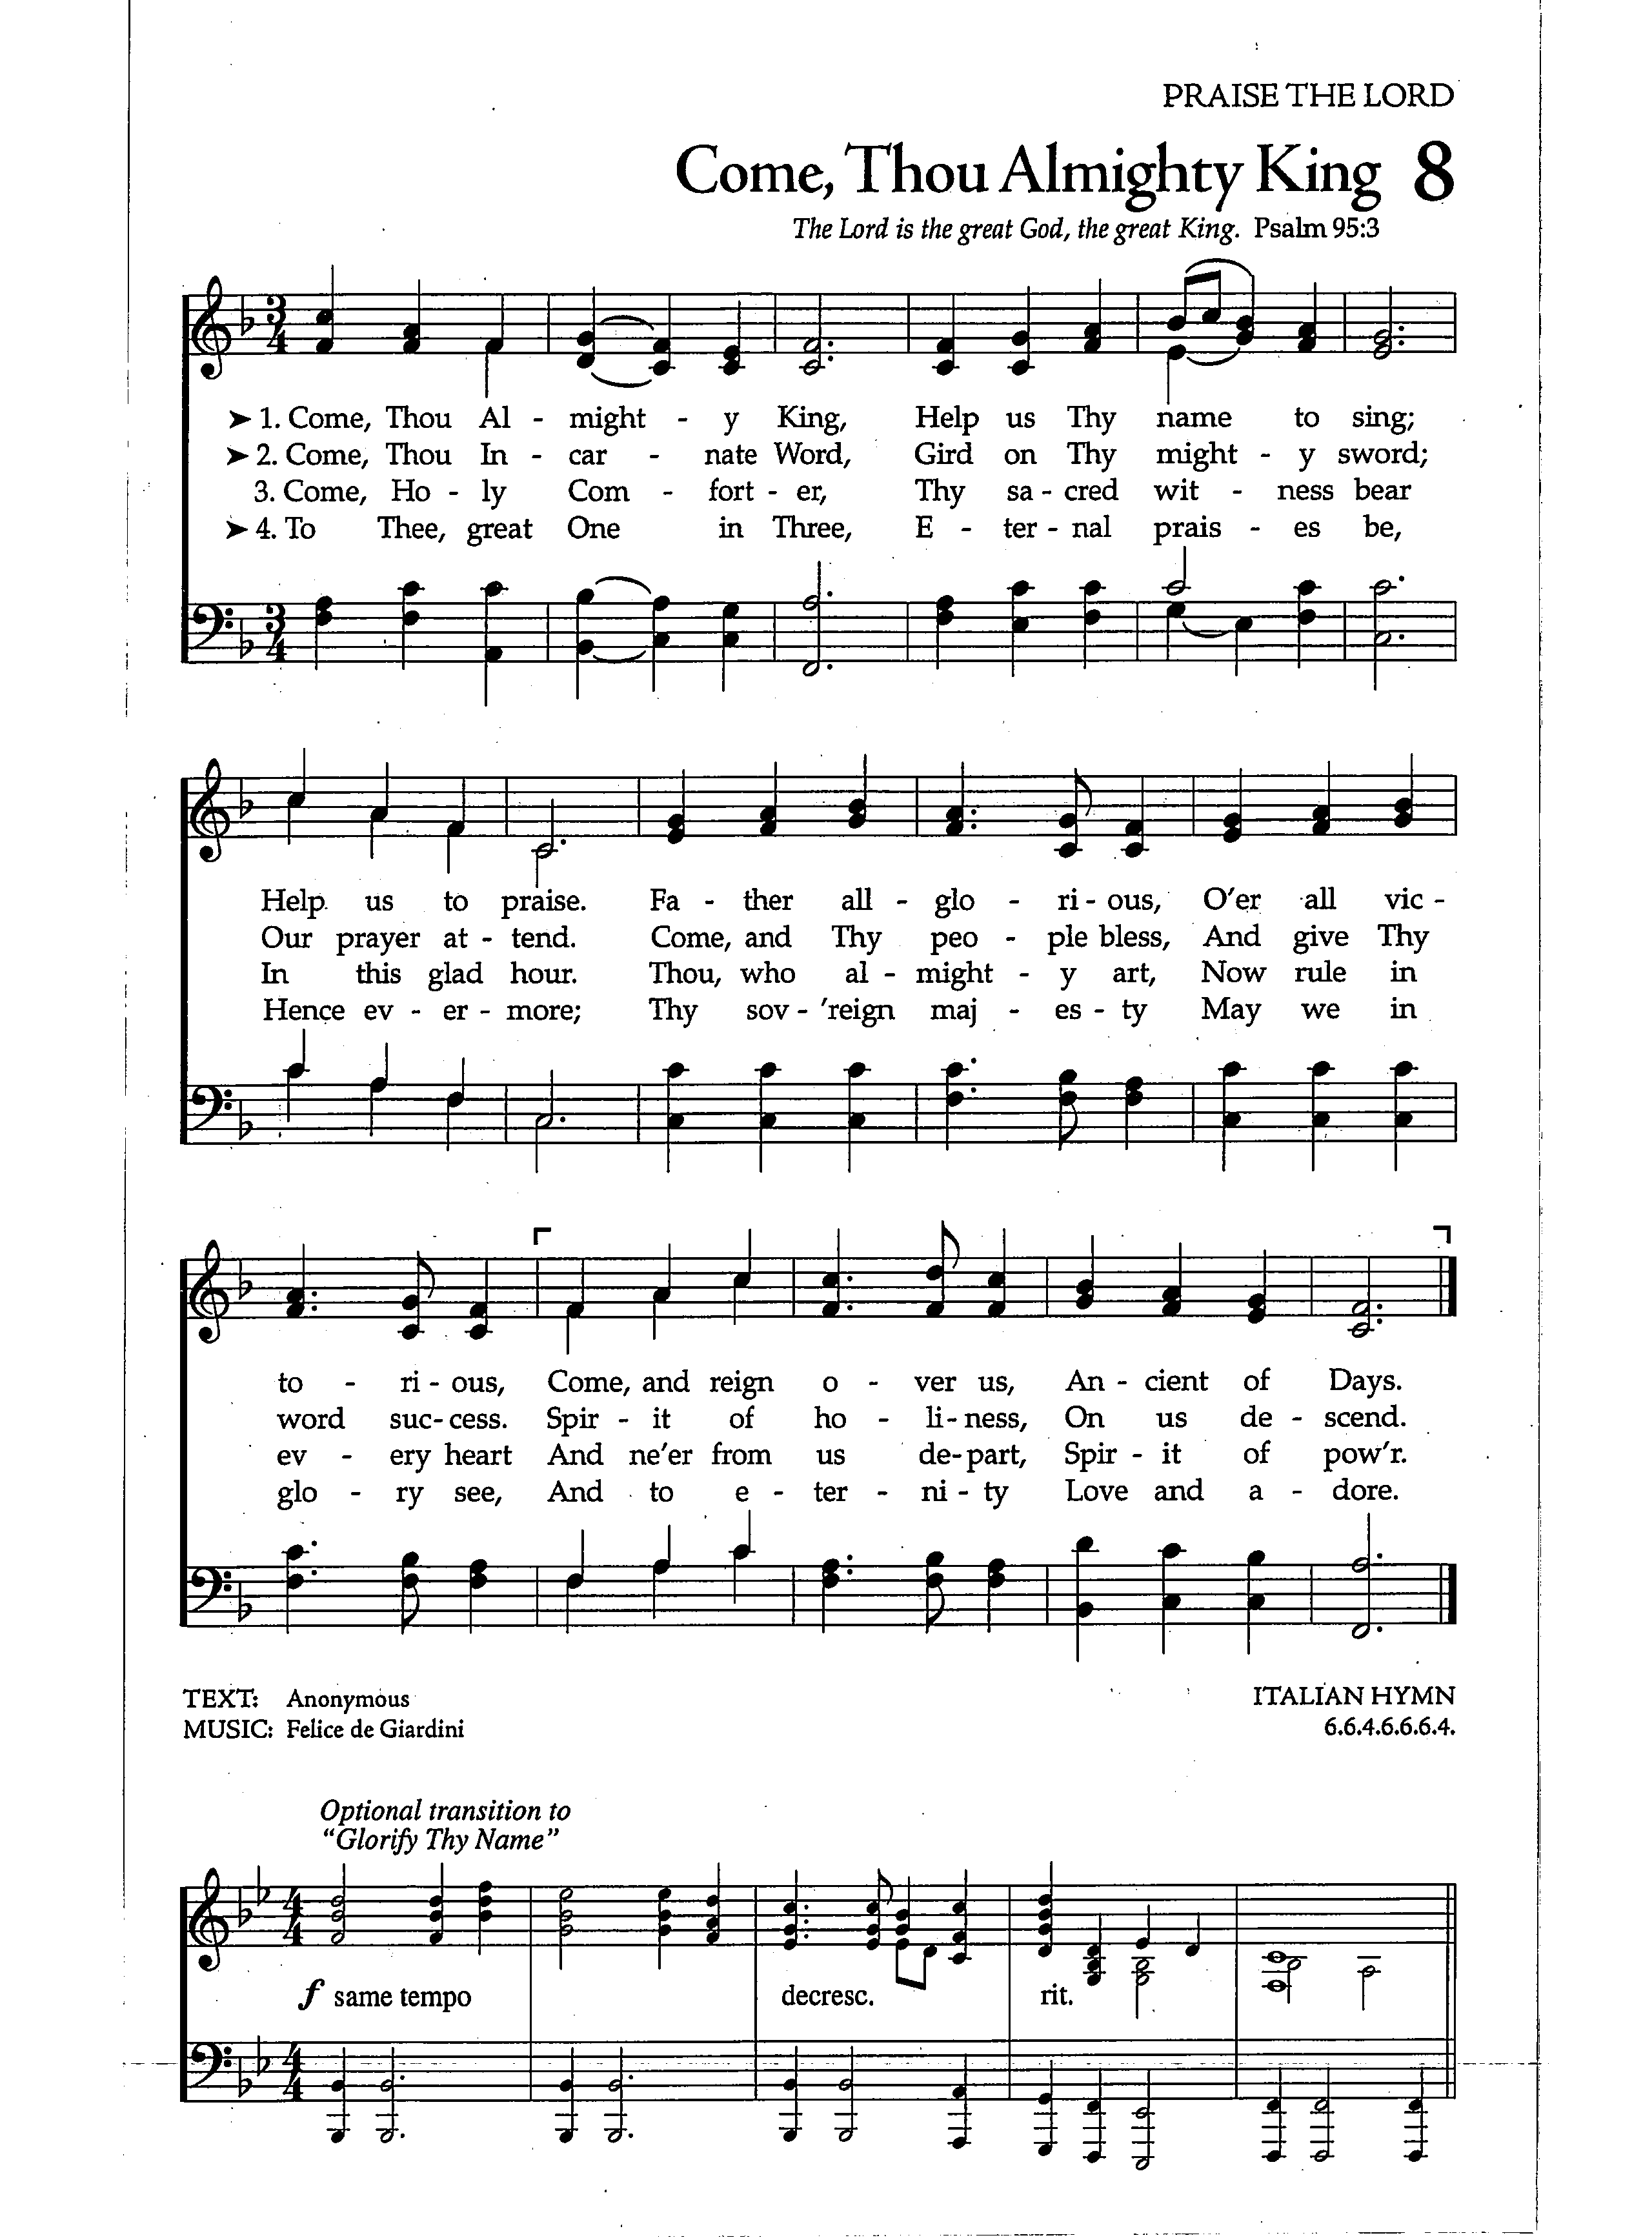 PRAISE THE LORD
Come, Thou Almighty King 8
The Lord is the great God, the great King. Psalm 95:3
➤ 1. Come, Thou Al - might - y King, Help us Thy name to sing;
➤ 2. Come, Thou In - car - nate Word, Gird on Thy might - y sword;
3. Come, Ho - ly Com - fort - er, Thy sa - cred wit - ness bear
➤ 4. To Thee, great One in Three, E - ter - nal prais - es be,
Help us to praise. Fa - ther all - glo - ri - ous, O'er all vic -
Our prayer at - tend. Come, and Thy peo - ple bless, And give Thy
In this glad hour. Thou, who al - might - y art, Now rule in
Hence ev - er - more; Thy sov - 'reign maj - es - ty May we in
to - ri - ous, Come, and reign o - ver us, An - cient of Days.
word suc - cess. Spir - it of ho - li - ness, On us de - scend.
ev - ery heart And ne'er from us de - part, Spir - it of pow'r.
glo - ry see, And to e - ter - ni - ty Love and a - dore.
TEXT: Anonymous
MUSIC: Felice de Giardini
ITALIAN HYMN
6.6.4.6.6.6.4.
Optional transition to
"Glorify Thy Name"
f same tempo decresc. rit.